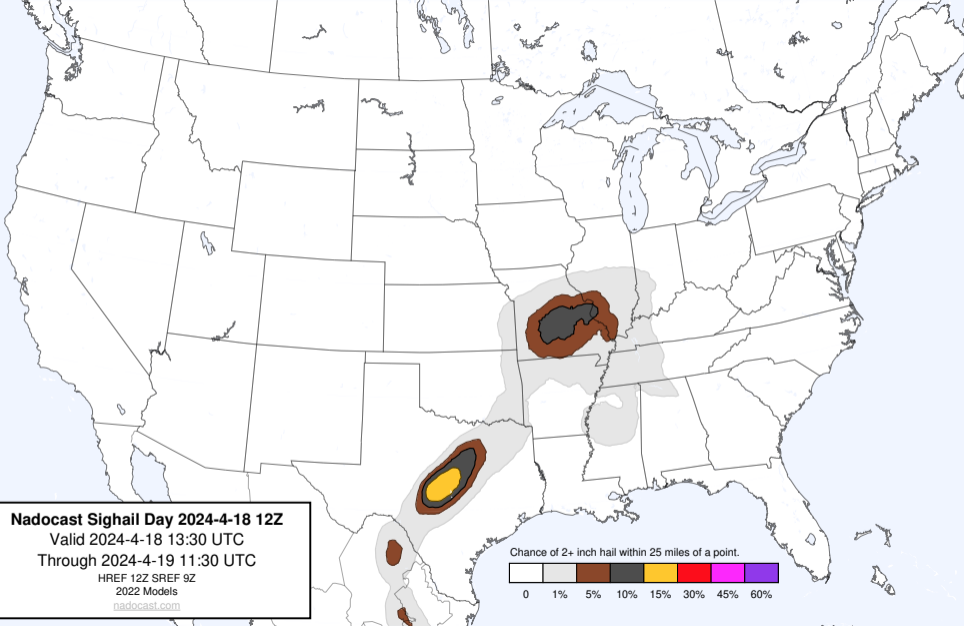 Nadocast Sighail Day 2024-4-18 12Z
Valid 2024-4-18 13:30 UTC
Through 2024-4-19 11:30 UTC
HREF 12Z SREF 9Z
2022 Models
nadocast.com
Chance of 2+ inch hail within 25 miles of a point.
0 1% 5% 10% 15% 30% 45% 60%